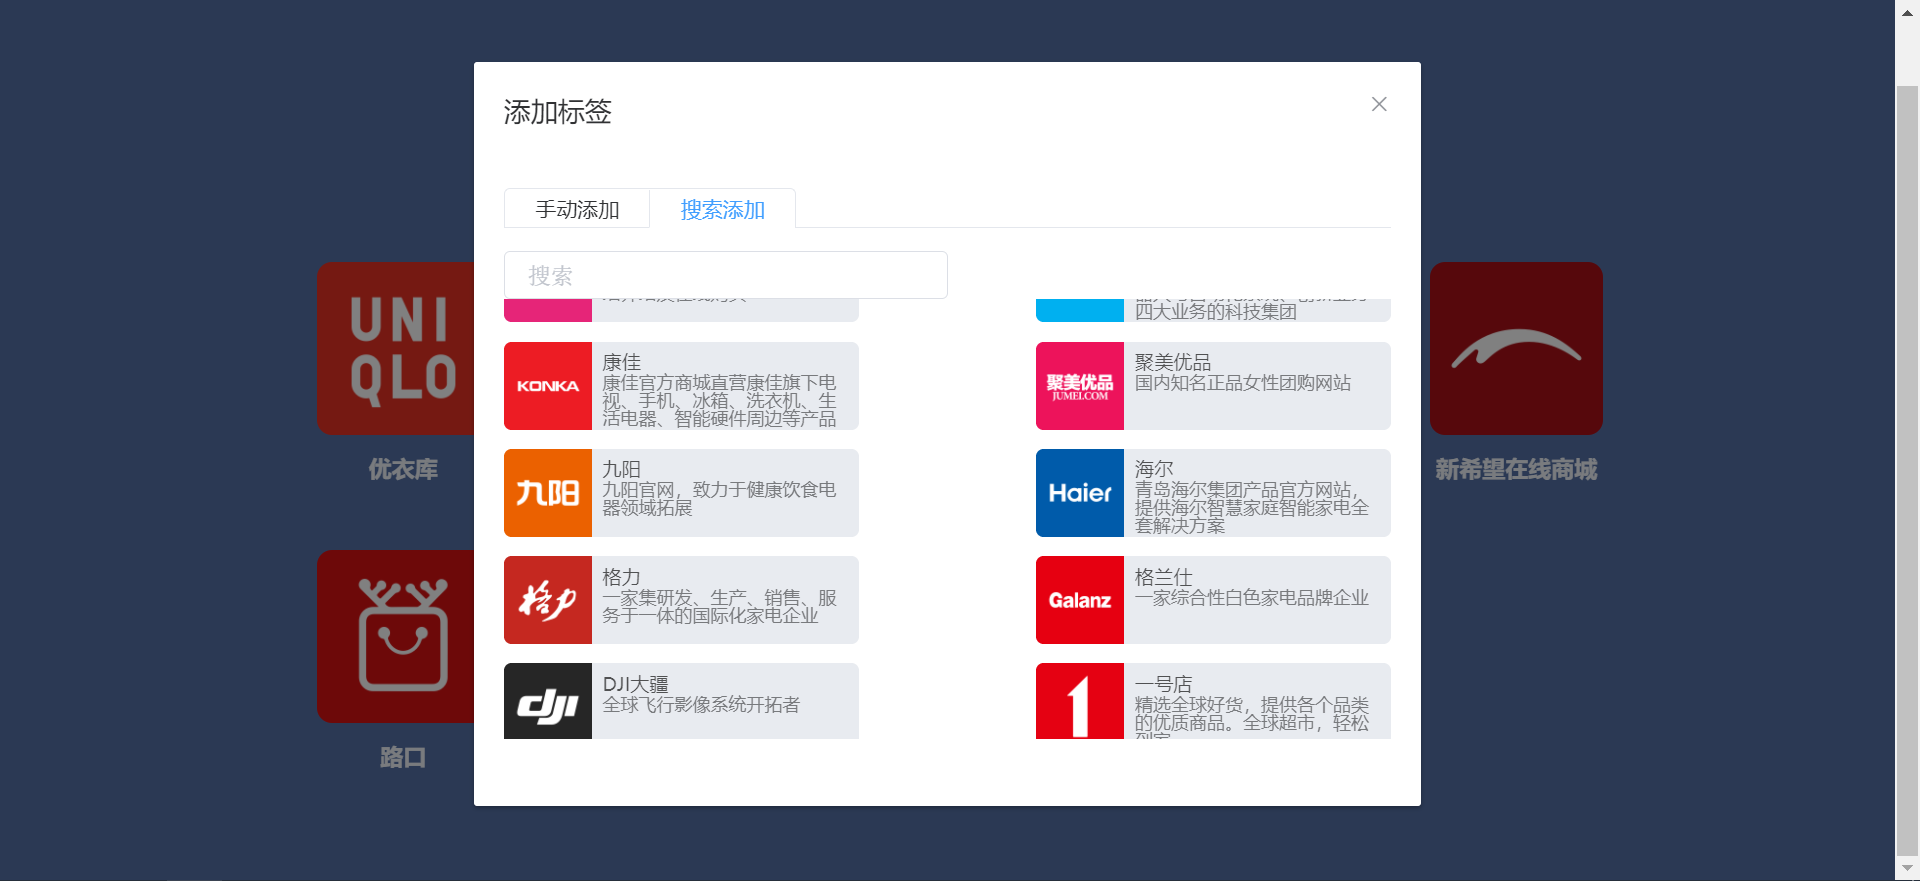 添加标签
手动添加
搜索添加
搜索
四大业务的科技集团
KONKA
康佳
康佳官方商城直营康佳旗下电
视、手机、冰箱、洗衣机、生
活电器、智能硬件周边等产品
聚美优品
JUMEI.COM
聚美优品
国内知名正品女性团购网站
九阳
九阳
九阳官网，致力于健康饮食电
器领域拓展
Haier
海尔
青岛海尔集团产品官方网站，
提供海尔智慧家庭智能家电全
套解决方案
格力
格力
一家集研发、生产、销售、服
务于一体的国际化家电企业
Galanz
格兰仕
一家综合性白色家电品牌企业
dji
DJI大疆
全球飞行影像系统开拓者
1
一号店
精选全球好货，提供各个品类
的优质商品。全球超市，轻松
UNI
QLO
优衣库
新希望在线商城
路口